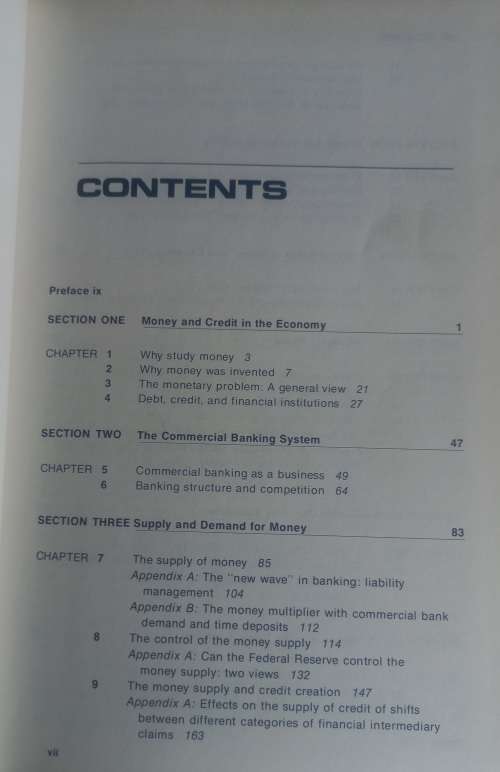 CONTENTS
Preface ix
SECTION ONE Money and Credit in the Economy 1
CHAPTER 1 Why study money 3
2 Why money was invented 7
3 The monetary problem: A general view 21
4 Debt, credit, and financial institutions 27
SECTION TWO The Commercial Banking System 47
CHAPTER 5 Commercial banking as a business 49
6 Banking structure and competition 64
SECTION THREE Supply and Demand for Money 83
CHAPTER 7 The supply of money 85
Appendix A: The "new wave" in banking: liability
management 104
Appendix B: The money multiplier with commercial bank
demand and time deposits 112
8 The control of the money supply 114
Appendix A: Can the Federal Reserve control the
money supply: two views 132
9 The money supply and credit creation 147
Appendix A: Effects on the supply of credit of shifts
between different categories of financial intermediary
claims 163
vii